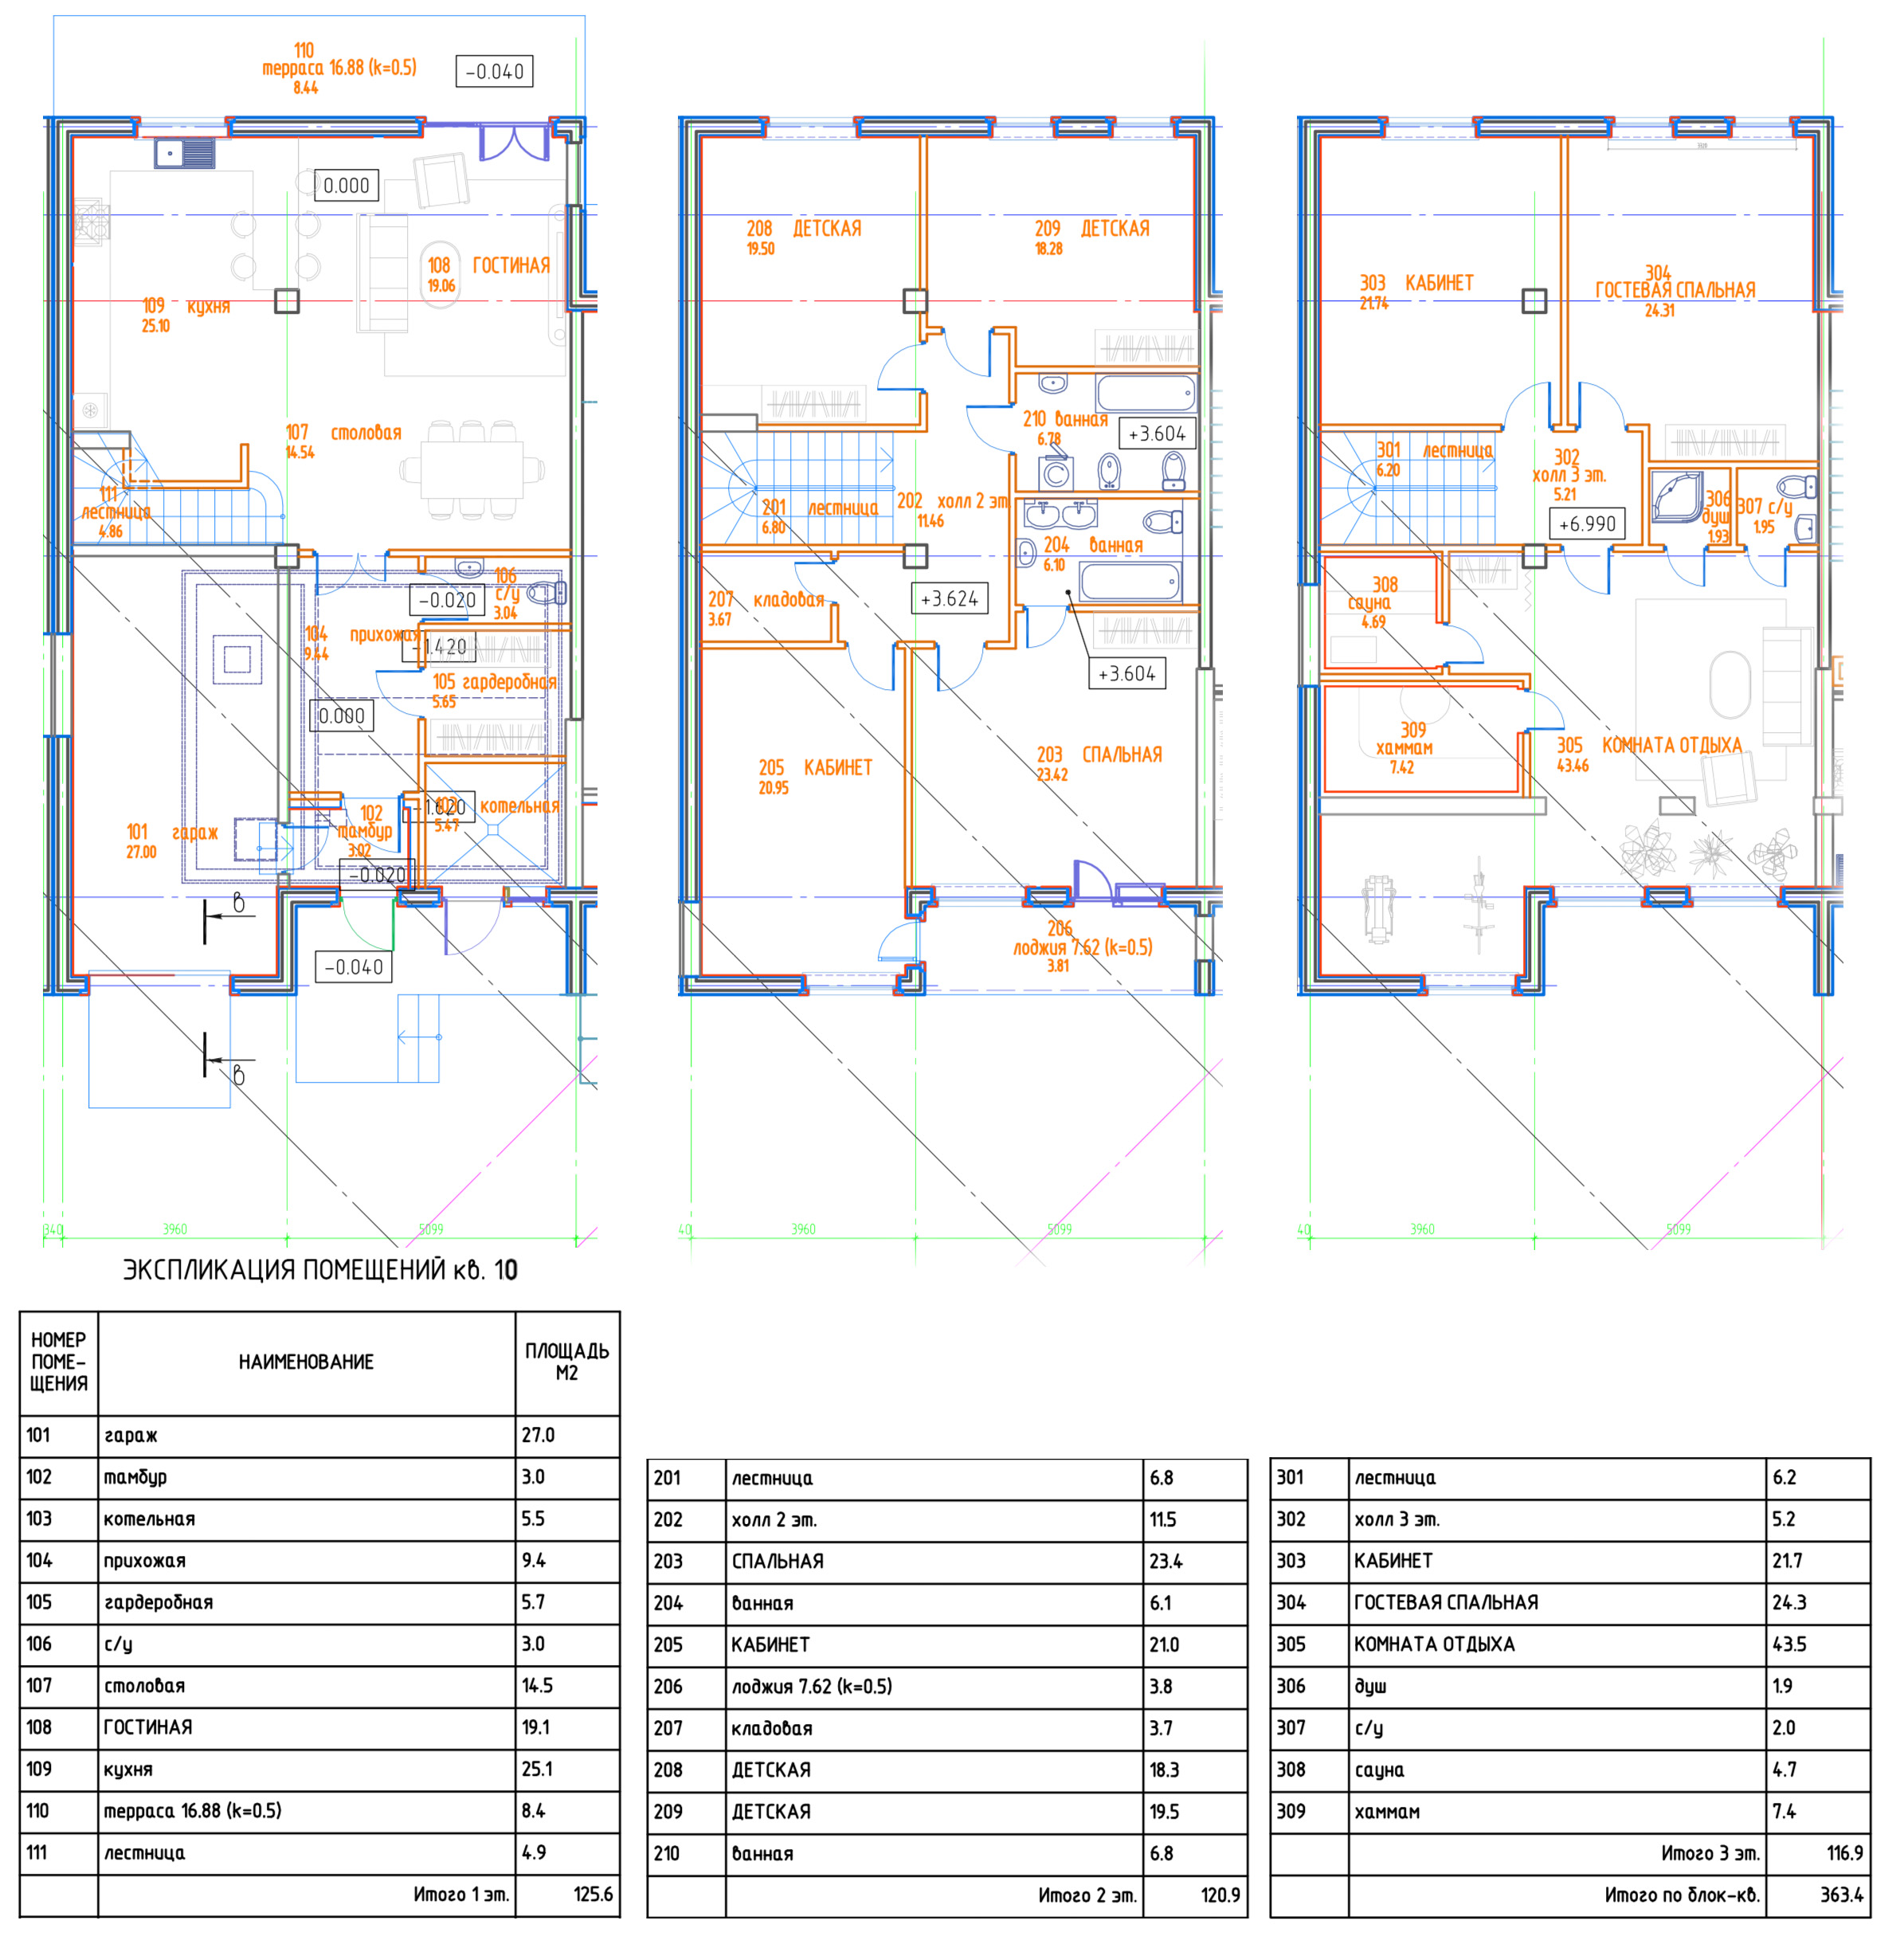 110
терраса 16.88 (k=0.5)
8.44
-0.040
0.000
108 ГОСТИНАЯ
19.06
109 кухня
25.10
107 столовая
14.54
111
лестница
4.86
106
с/у
3.04
-0.020
104 прихожая
9.44
-1.420
105 гардеробная
5.65
0.000
103 котельная
5.47
-1.620
102
тамбур
3.02
101 гараж
27.00
-0.020
в
-0.040
в
340
3960
5099
208 ДЕТСКАЯ
19.50
209 ДЕТСКАЯ
18.28
210 ванная
6.78
+3.604
201 лестница
6.80
202 холл 2 эт.
11.46
204 ванная
6.10
207 кладовая
3.67
+3.624
+3.604
203 СПАЛЬНАЯ
23.42
205 КАБИНЕТ
20.95
206
лоджия 7.62 (k=0.5)
3.81
40
3960
5099
303 КАБИНЕТ
21.74
304
ГОСТЕВАЯ СПАЛЬНАЯ
24.31
301 лестница
6.20
302
холл 3 эт.
5.21
+6.990
306
душ
1.93
307 с/у
1.95
308
сауна
4.69
309
хаммам
7.42
305 КОМНАТА ОТДЫХА
43.46
40
3960
5099
ЭКСПЛИКАЦИЯ ПОМЕЩЕНИЙ кв. 10
НОМЕР ПОМЕ-ЩЕНИЯ НАИМЕНОВАНИЕ ПЛОЩАДЬ М2
101 гараж 27.0
102 тамбур 3.0
103 котельная 5.5
104 прихожая 9.4
105 гардеробная 5.7
106 с/у 3.0
107 столовая 14.5
108 ГОСТИНАЯ 19.1
109 кухня 25.1
110 терраса 16.88 (k=0.5) 8.4
111 лестница 4.9
Итого 1 эт. 125.6
201 лестница 6.8
202 холл 2 эт. 11.5
203 СПАЛЬНАЯ 23.4
204 ванная 6.1
205 КАБИНЕТ 21.0
206 лоджия 7.62 (k=0.5) 3.8
207 кладовая 3.7
208 ДЕТСКАЯ 18.3
209 ДЕТСКАЯ 19.5
210 ванная 6.8
Итого 2 эт. 120.9
301 лестница 6.2
302 холл 3 эт. 5.2
303 КАБИНЕТ 21.7
304 ГОСТЕВАЯ СПАЛЬНАЯ 24.3
305 КОМНАТА ОТДЫХА 43.5
306 душ 1.9
307 с/у 2.0
308 сауна 4.7
309 хаммам 7.4
Итого 3 эт. 116.9
Итого по блок-кв. 363.4